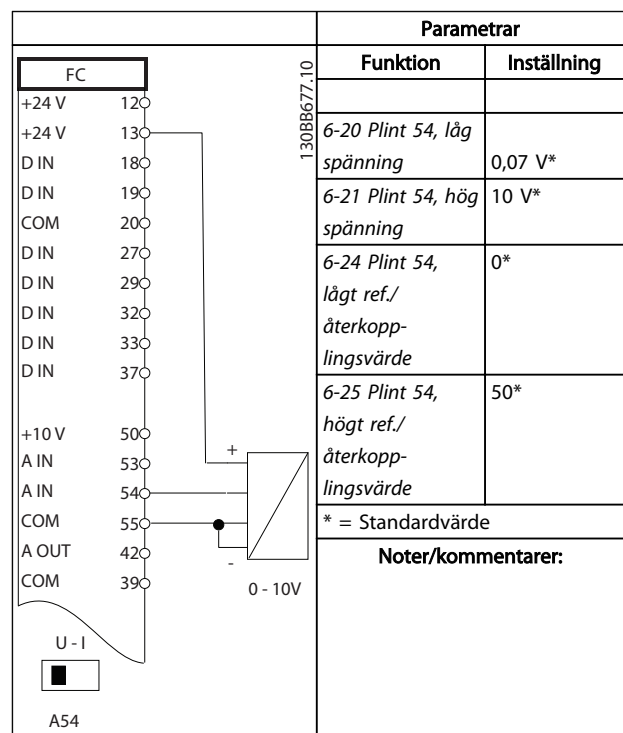 FC
+24 V 12
+24 V 13
D IN 18
D IN 19
COM 20
D IN 27
D IN 29
D IN 32
D IN 33
D IN 37
+10 V 50
A IN 53
A IN 54
COM 55
A OUT 42
COM 39
+
-
0 - 10V
U - I
A54
130BB677.10
Parametrar
Funktion Inställning
6-20 Plint 54, låg
spänning 0,07 V*
6-21 Plint 54, hög 10 V*
spänning
6-24 Plint 54, 0*
lågt ref./
återkopp-
lingsvärde
6-25 Plint 54, 50*
högt ref./
återkopp-
lingsvärde
* = Standardvärde
Noter/kommentarer: